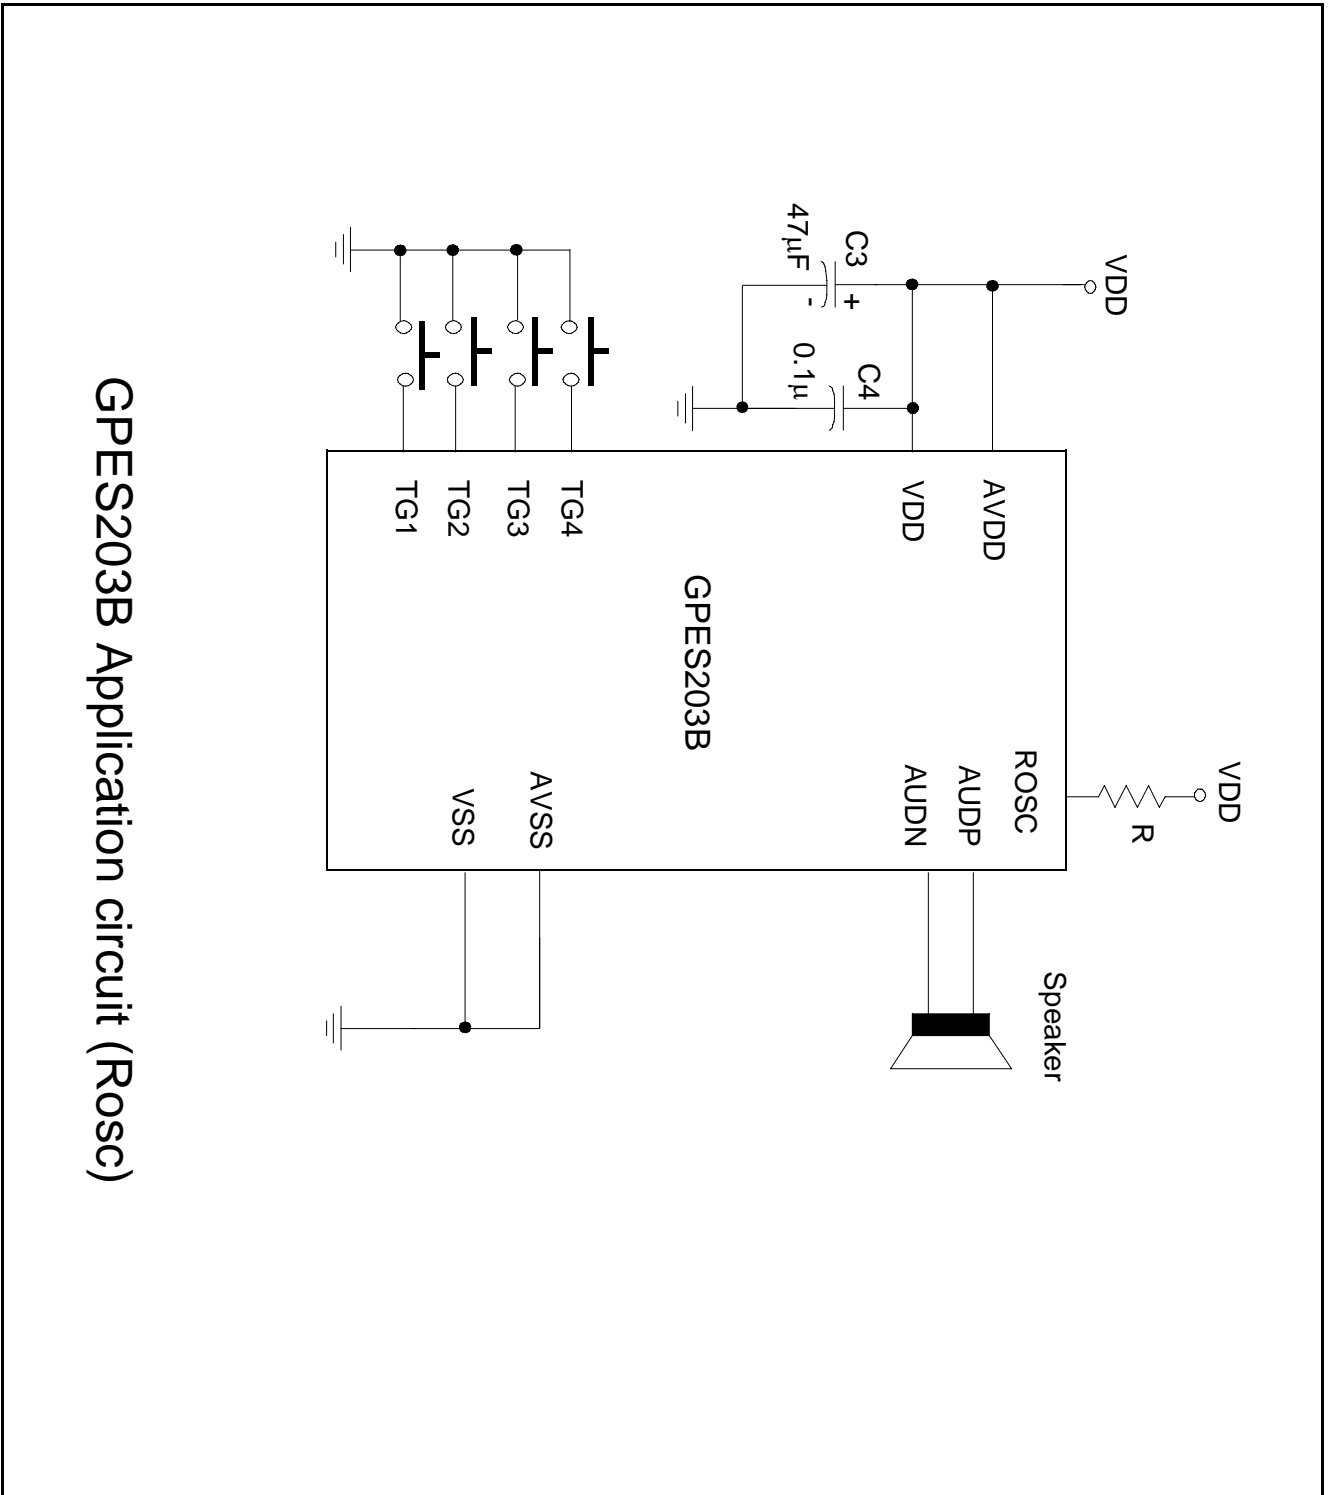 VDD
VDD
R
C3
+
-
47µF
C4
0.1µ
AVDD
VDD
TG4
TG3
TG2
TG1
GPES203B
ROSC
AUDP
AUDN
AVSS
VSS
Speaker
GPES203B Application circuit (Rosc)